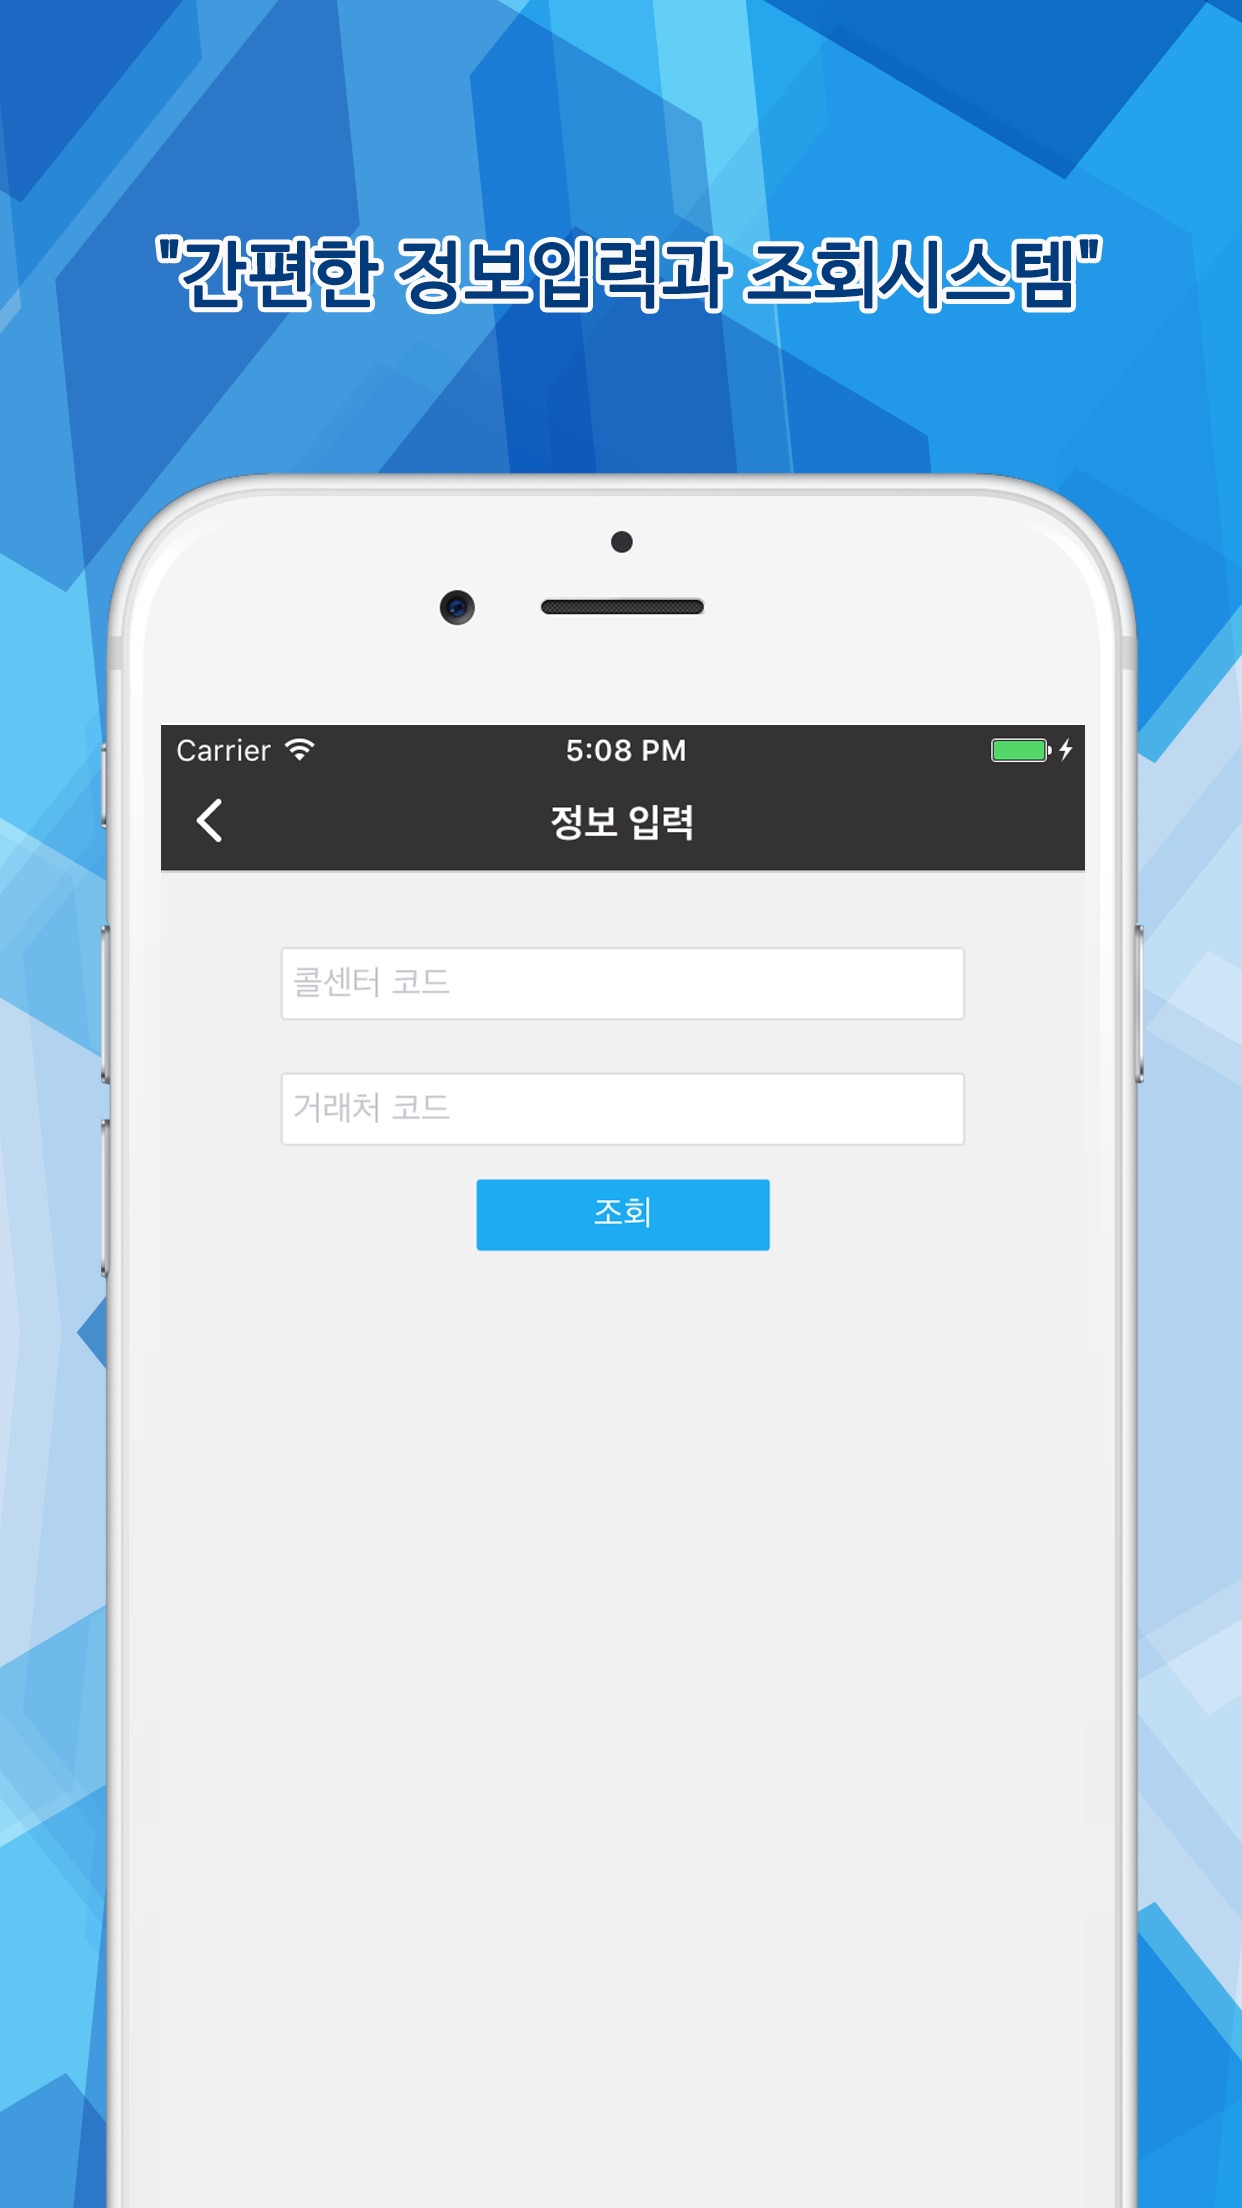 "간편한 정보입력과 조회시스템"
Carrier 5:08 PM
정보 입력
콜센터 코드
거래처 코드
조회